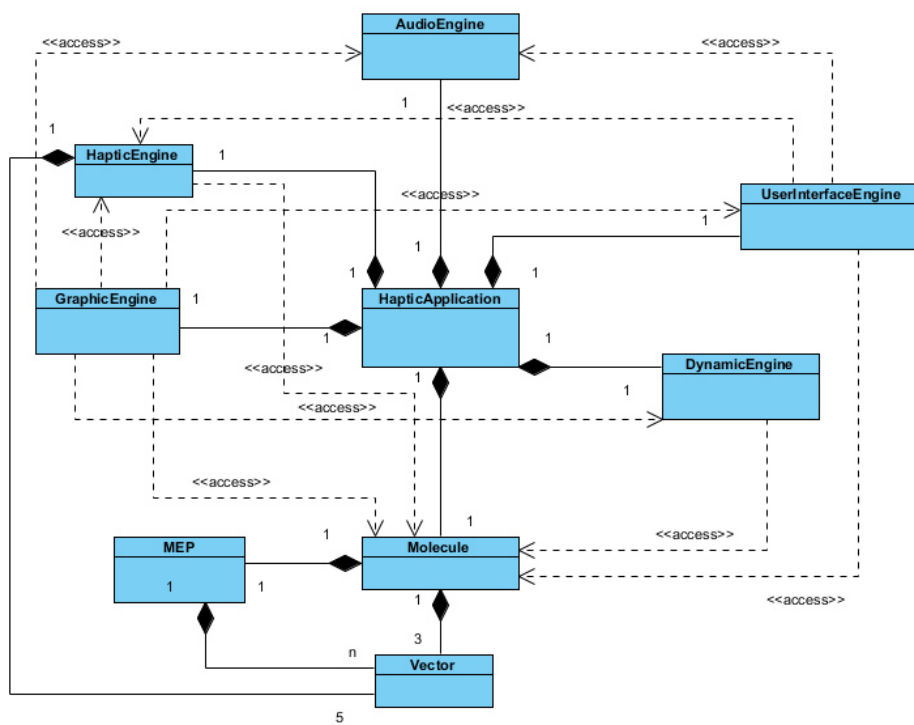 AudioEngine
<<access>>
<<access>>
1
<<access>>
1
HapticEngine
1
<<access>>
UserInterfaceEngine
1
<<access>>
1
1
1
GraphicEngine
1
HapticApplication
1
1
DynamicEngine
<<access>>
1
1
<<access>>
<<access>>
1
1
<<access>>
MEP
Molecule
1
1
1
<<access>>
3
n
Vector
5